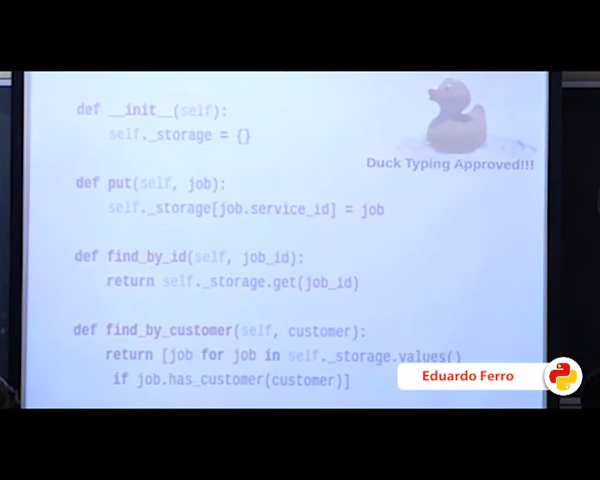 def __init__(self):
self._storage = {}
Duck Typing Approved!!!
def put(self, job):
self._storage[job.service_id] = job
def find_by_id(self, job_id):
return self._storage.get(job_id)
def find_by_customer(self, customer):
return [job for job in self._storage.values()
if job.has_customer(customer)]
Eduardo Ferro